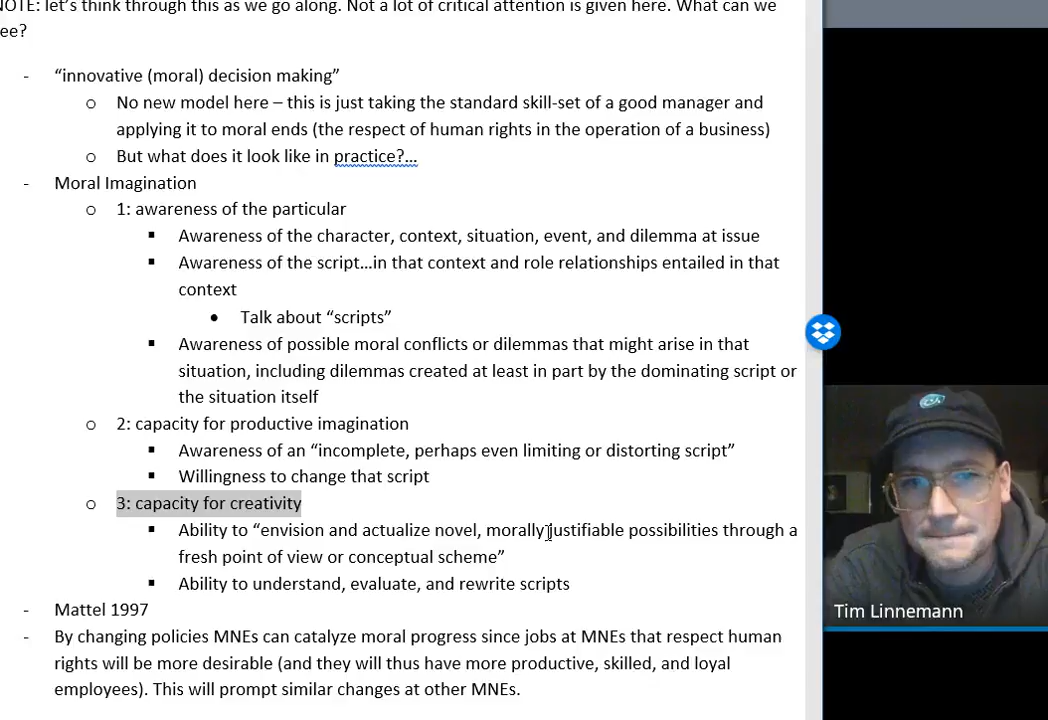 NOTE: let's think through this as we go along. Not a lot of critical attention is given here. What can we
ee?
- “innovative (moral) decision making”
o No new model here – this is just taking the standard skill-set of a good manager and
applying it to moral ends (the respect of human rights in the operation of a business)
o But what does it look like in practice?...
- Moral Imagination
o 1: awareness of the particular
▪ Awareness of the character, context, situation, event, and dilemma at issue
▪ Awareness of the script…in that context and role relationships entailed in that
context
• Talk about “scripts”
▪ Awareness of possible moral conflicts or dilemmas that might arise in that
situation, including dilemmas created at least in part by the dominating script or
the situation itself
o 2: capacity for productive imagination
▪ Awareness of an “incomplete, perhaps even limiting or distorting script”
▪ Willingness to change that script
o 3: capacity for creativity
▪ Ability to “envision and actualize novel, morally justifiable possibilities through a
fresh point of view or conceptual scheme”
▪ Ability to understand, evaluate, and rewrite scripts
- Mattel 1997
- By changing policies MNEs can catalyze moral progress since jobs at MNEs that respect human
rights will be more desirable (and they will thus have more productive, skilled, and loyal
employees). This will prompt similar changes at other MNEs.
Tim Linnemann